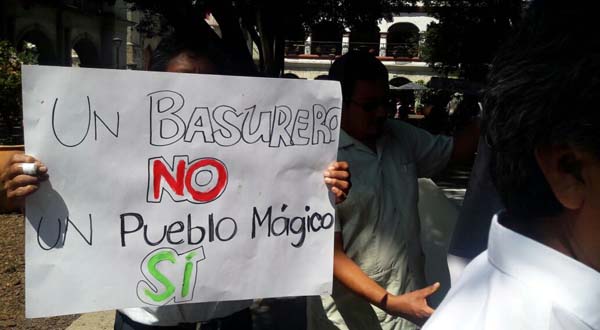 UN BASURERO
NO
UN PUEBLO MágICO
Sí